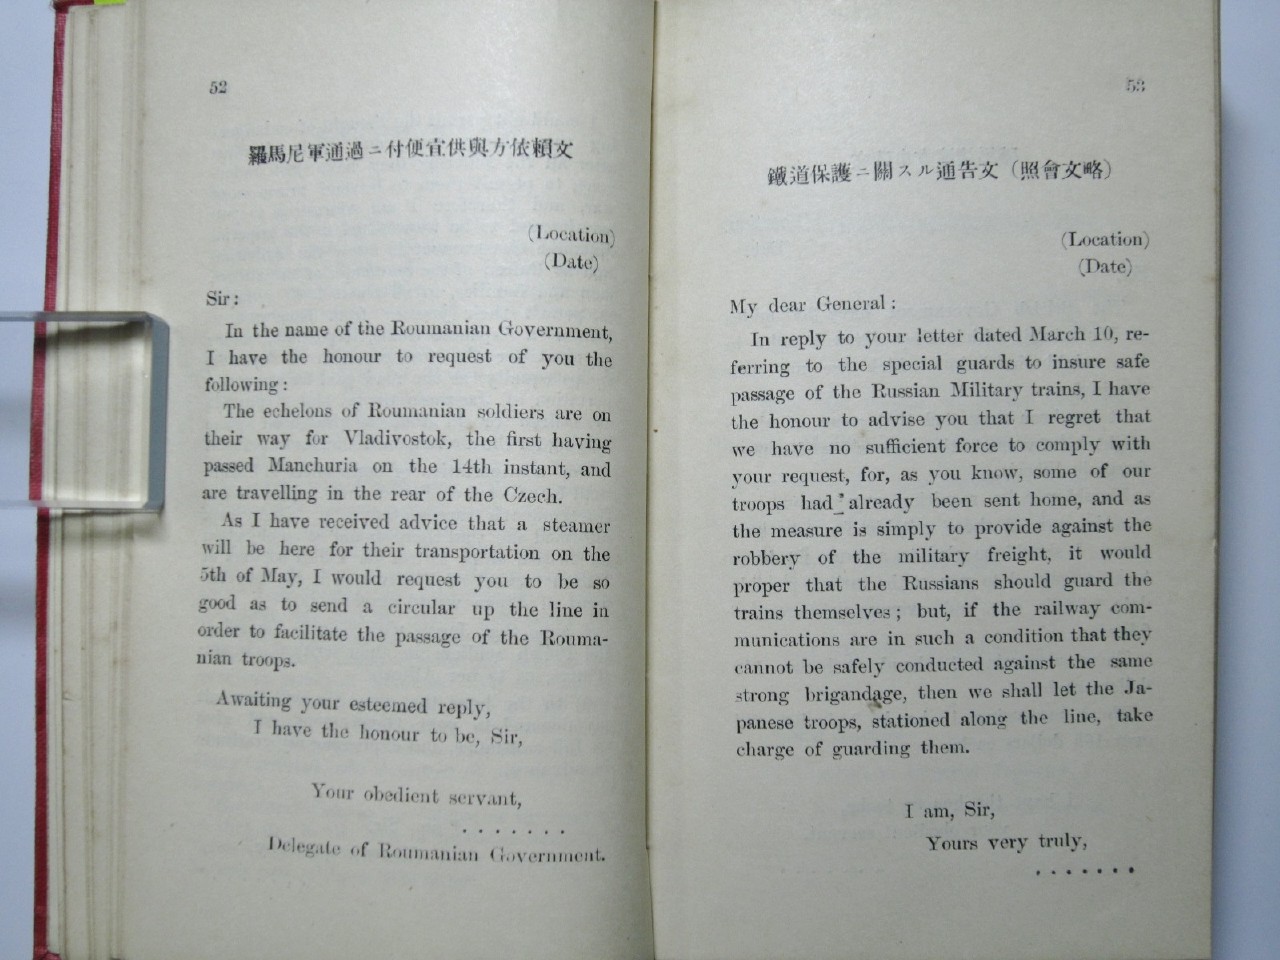 52
羅馬尼軍通過ニ付便宜供與方依賴文
(Location)
(Date)
Sir:
In the name of the Roumanian Government,
I have the honour to request of you the
following:
The echelons of Roumanian soldiers are on
their way for Vladivostok, the first having
passed Manchuria on the 14th instant, and
are travelling in the rear of the Czech.
As I have received advice that a steamer
will be here for their transportation on the
5th of May, I would request you to be so
good as to send a circular up the line in
order to facilitate the passage of the Rouma-
nian troops.
Awaiting your esteemed reply,
I have the honour to be, Sir,
Your obedient servant,
.......
Delegate of Roumanian Government.
53
鐵道保護ニ關スル通告文（照會文略）
(Location)
(Date)
My dear General:
In reply to your letter dated March 10, re-
ferring to the special guards to insure safe
passage of the Russian Military trains, I have
the honour to advise you that I regret that
we have no sufficient force to comply with
your request, for, as you know, some of our
troops had already been sent home, and as
the measure is simply to provide against the
robbery of the military freight, it would
proper that the Russians should guard the
trains themselves; but, if the railway com-
munications are in such a condition that they
cannot be safely conducted against the same
strong brigandage, then we shall let the Ja-
panese troops, stationed along the line, take
charge of guarding them.
I am, Sir,
Yours very truly,
.......